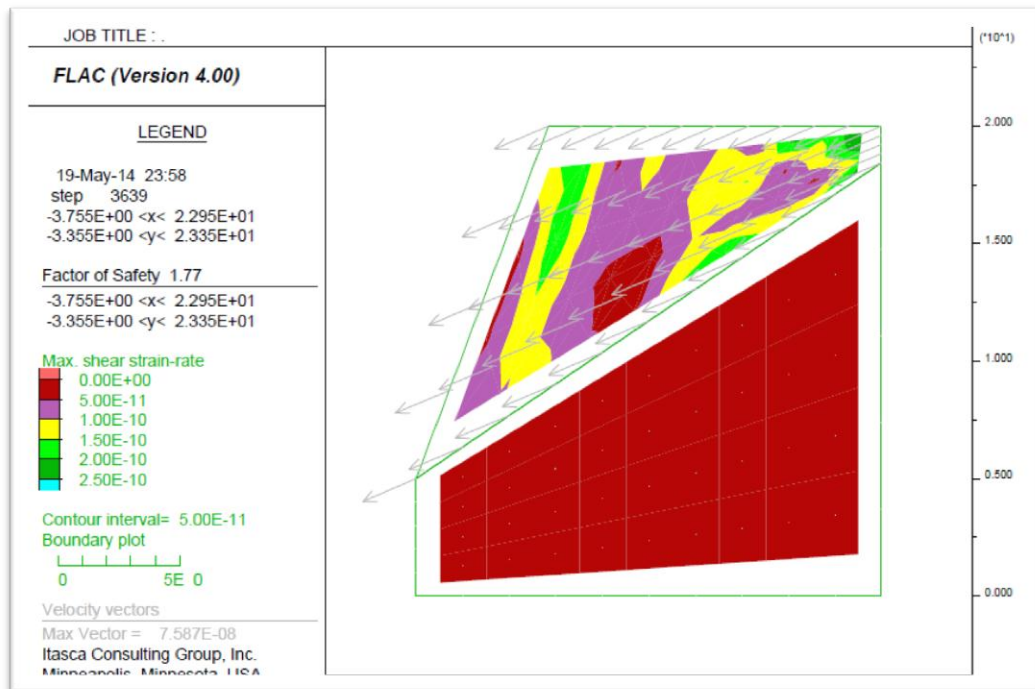 JOB TITLE : .
FLAC (Version 4.00)
LEGEND
19-May-14 23:58
step 3639
-3.755E+00 <x< 2.295E+01
-3.355E+00 <y< 2.335E+01
Factor of Safety 1.77
-3.755E+00 <x< 2.295E+01
-3.355E+00 <y< 2.335E+01
Max. shear strain-rate
0.00E+00
5.00E-11
1.00E-10
1.50E-10
2.00E-10
2.50E-10
Contour interval= 5.00E-11
Boundary plot
0 5E 0
Velocity vectors
Max Vector = 7.587E-08
Itasca Consulting Group, Inc.
Minneapolis, Minnesota USA
(*10^1)
2.000
1.500
1.000
0.500
0.000